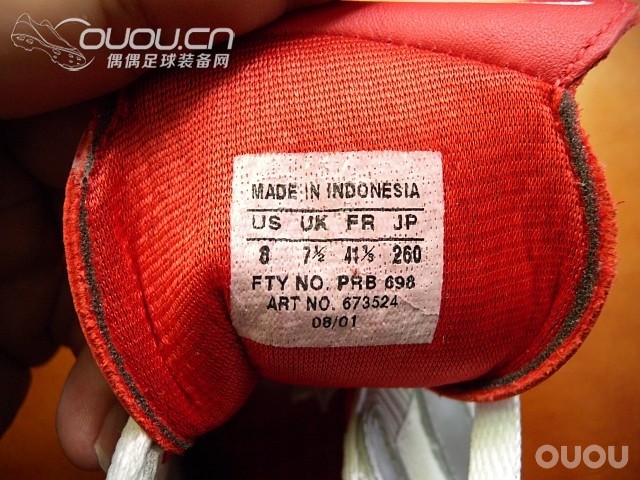 OUOU.CN
偶偶足球装备网
MADE IN INDONESIA
US UK FR JP
8 7½ 41⅓ 260
FTY NO. PRB 698
ART NO. 673524
08/01
OUOU